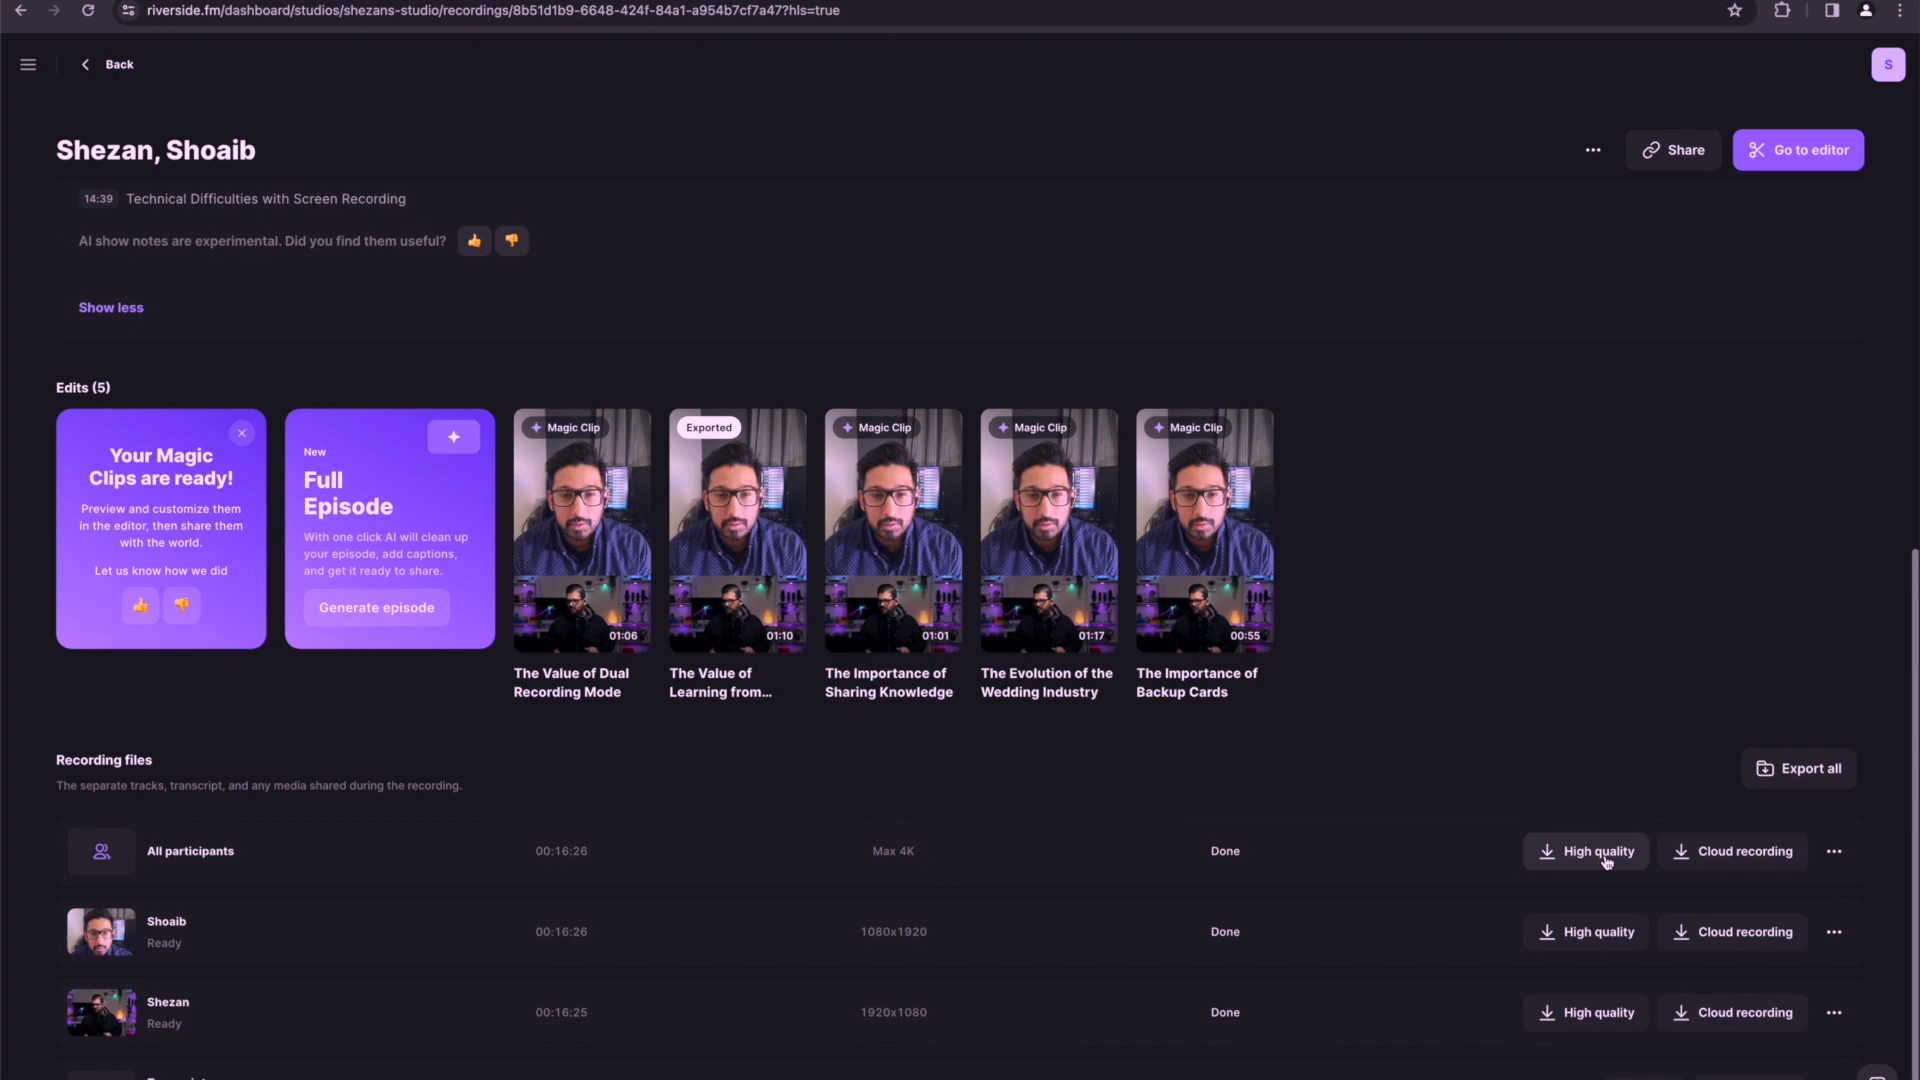 riverside.fm/dashboard/studios/shezans-studio/recordings/8b51d1b9-6648-424f-84a1-a954b7cf7a47?hls=true
Back
S
Shezan, Shoaib
Share
Go to editor
14:39 Technical Difficulties with Screen Recording
AI show notes are experimental. Did you find them useful?
Show less
Edits (5)
Your Magic
Clips are ready!
Preview and customize them
in the editor, then share them
with the world.
Let us know how we did
New
Full
Episode
With one click AI will clean up
your episode, add captions,
and get it ready to share.
Generate episode
Magic Clip
01:06
The Value of Dual
Recording Mode
Exported
01:10
The Value of
Learning from...
Magic Clip
01:01
The Importance of
Sharing Knowledge
Magic Clip
01:17
The Evolution of the
Wedding Industry
Magic Clip
00:55
The Importance of
Backup Cards
Recording files
The separate tracks, transcript, and any media shared during the recording.
Export all
All participants 00:16:26 Max 4K Done High quality Cloud recording
Shoaib
Ready
00:16:26 1080x1920 Done High quality Cloud recording
Shezan
Ready
00:16:25 1920x1080 Done High quality Cloud recording